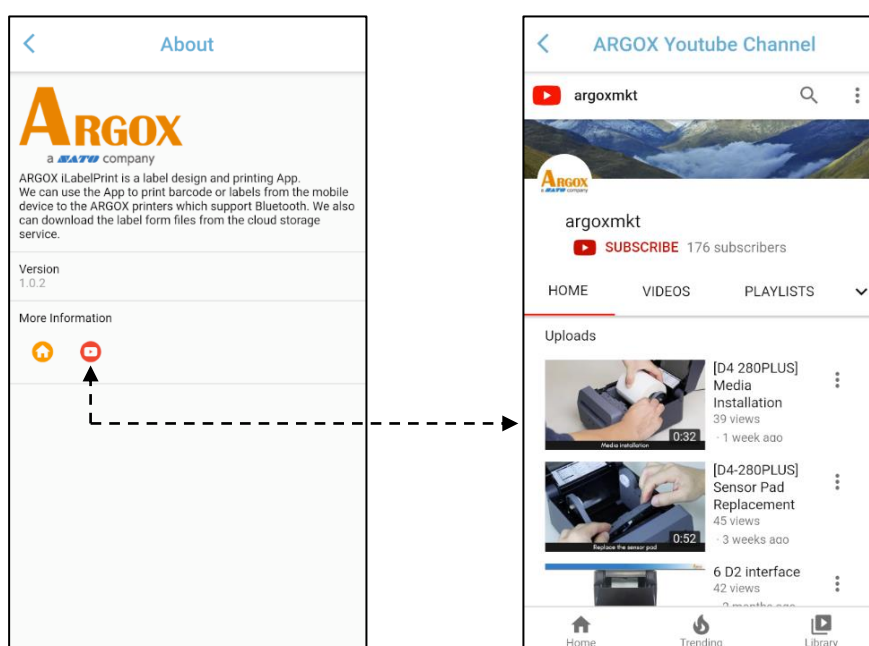 About
ARGOX
a SATO company
ARGOX iLabelPrint is a label design and printing App.
We can use the App to print barcode or labels from the mobile
device to the ARGOX printers which support Bluetooth. We also
can download the label form files from the cloud storage
service.
Version
1.0.2
More Information
ARGOX Youtube Channel
argoxmkt
ARGOX
a SATO company
argoxmkt
SUBSCRIBE 176 subscribers
HOME VIDEOS PLAYLISTS
Uploads
[D4 280PLUS]
Media
Installation
39 views
· 1 week ago
Media installation
0:32
[D4-280PLUS]
Sensor Pad
Replacement
45 views
· 3 weeks ago
Replace the sensor pad
0:52
6 D2 interface
42 views
· 2 months ago
Home Trending Library